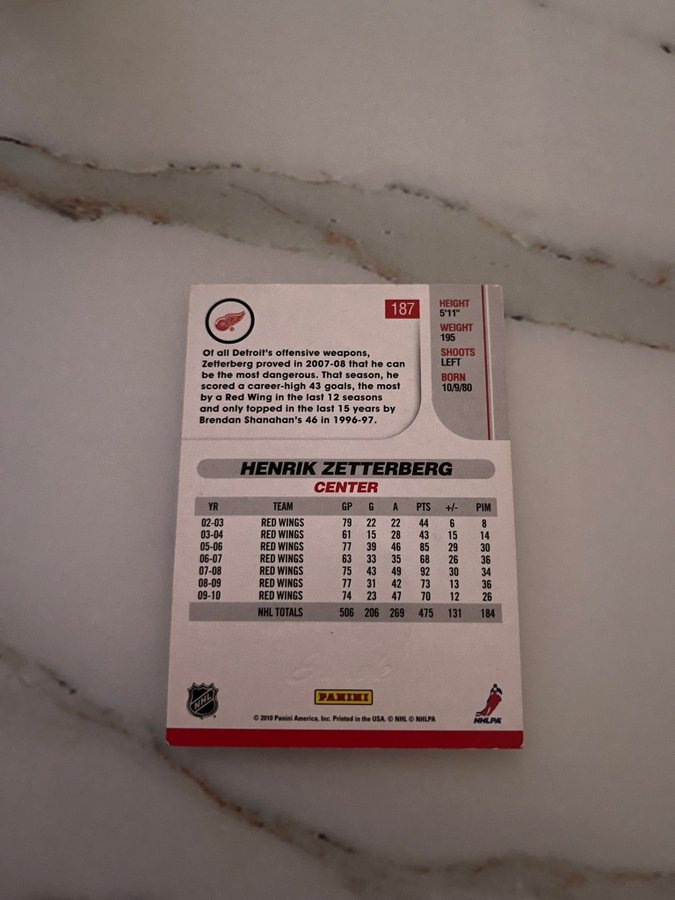 187
Of all Detroit's offensive weapons,
Zetterberg proved in 2007-08 that he can
be the most dangerous. That season, he
scored a career-high 43 goals, the most
by a Red Wing in the last 12 seasons
and only topped in the last 15 years by
Brendan Shanahan's 46 in 1996-97.
HEIGHT
5'11"
WEIGHT
195
SHOOTS
LEFT
BORN
10/9/80
HENRIK ZETTERBERG
CENTER
YR TEAM GP G A PTS +/- PIM
02-03 RED WINGS 79 22 22 44 6 8
03-04 RED WINGS 61 15 28 43 15 14
05-06 RED WINGS 77 39 46 85 29 30
06-07 RED WINGS 63 33 35 68 26 36
07-08 RED WINGS 75 43 49 92 30 34
08-09 RED WINGS 77 31 42 73 13 36
09-10 RED WINGS 74 23 47 70 12 26
NHL TOTALS 506 206 269 475 131 184
NHL
PANINI
NHLPA
© 2010 Panini America, Inc. Printed in the USA. © NHL © NHLPA